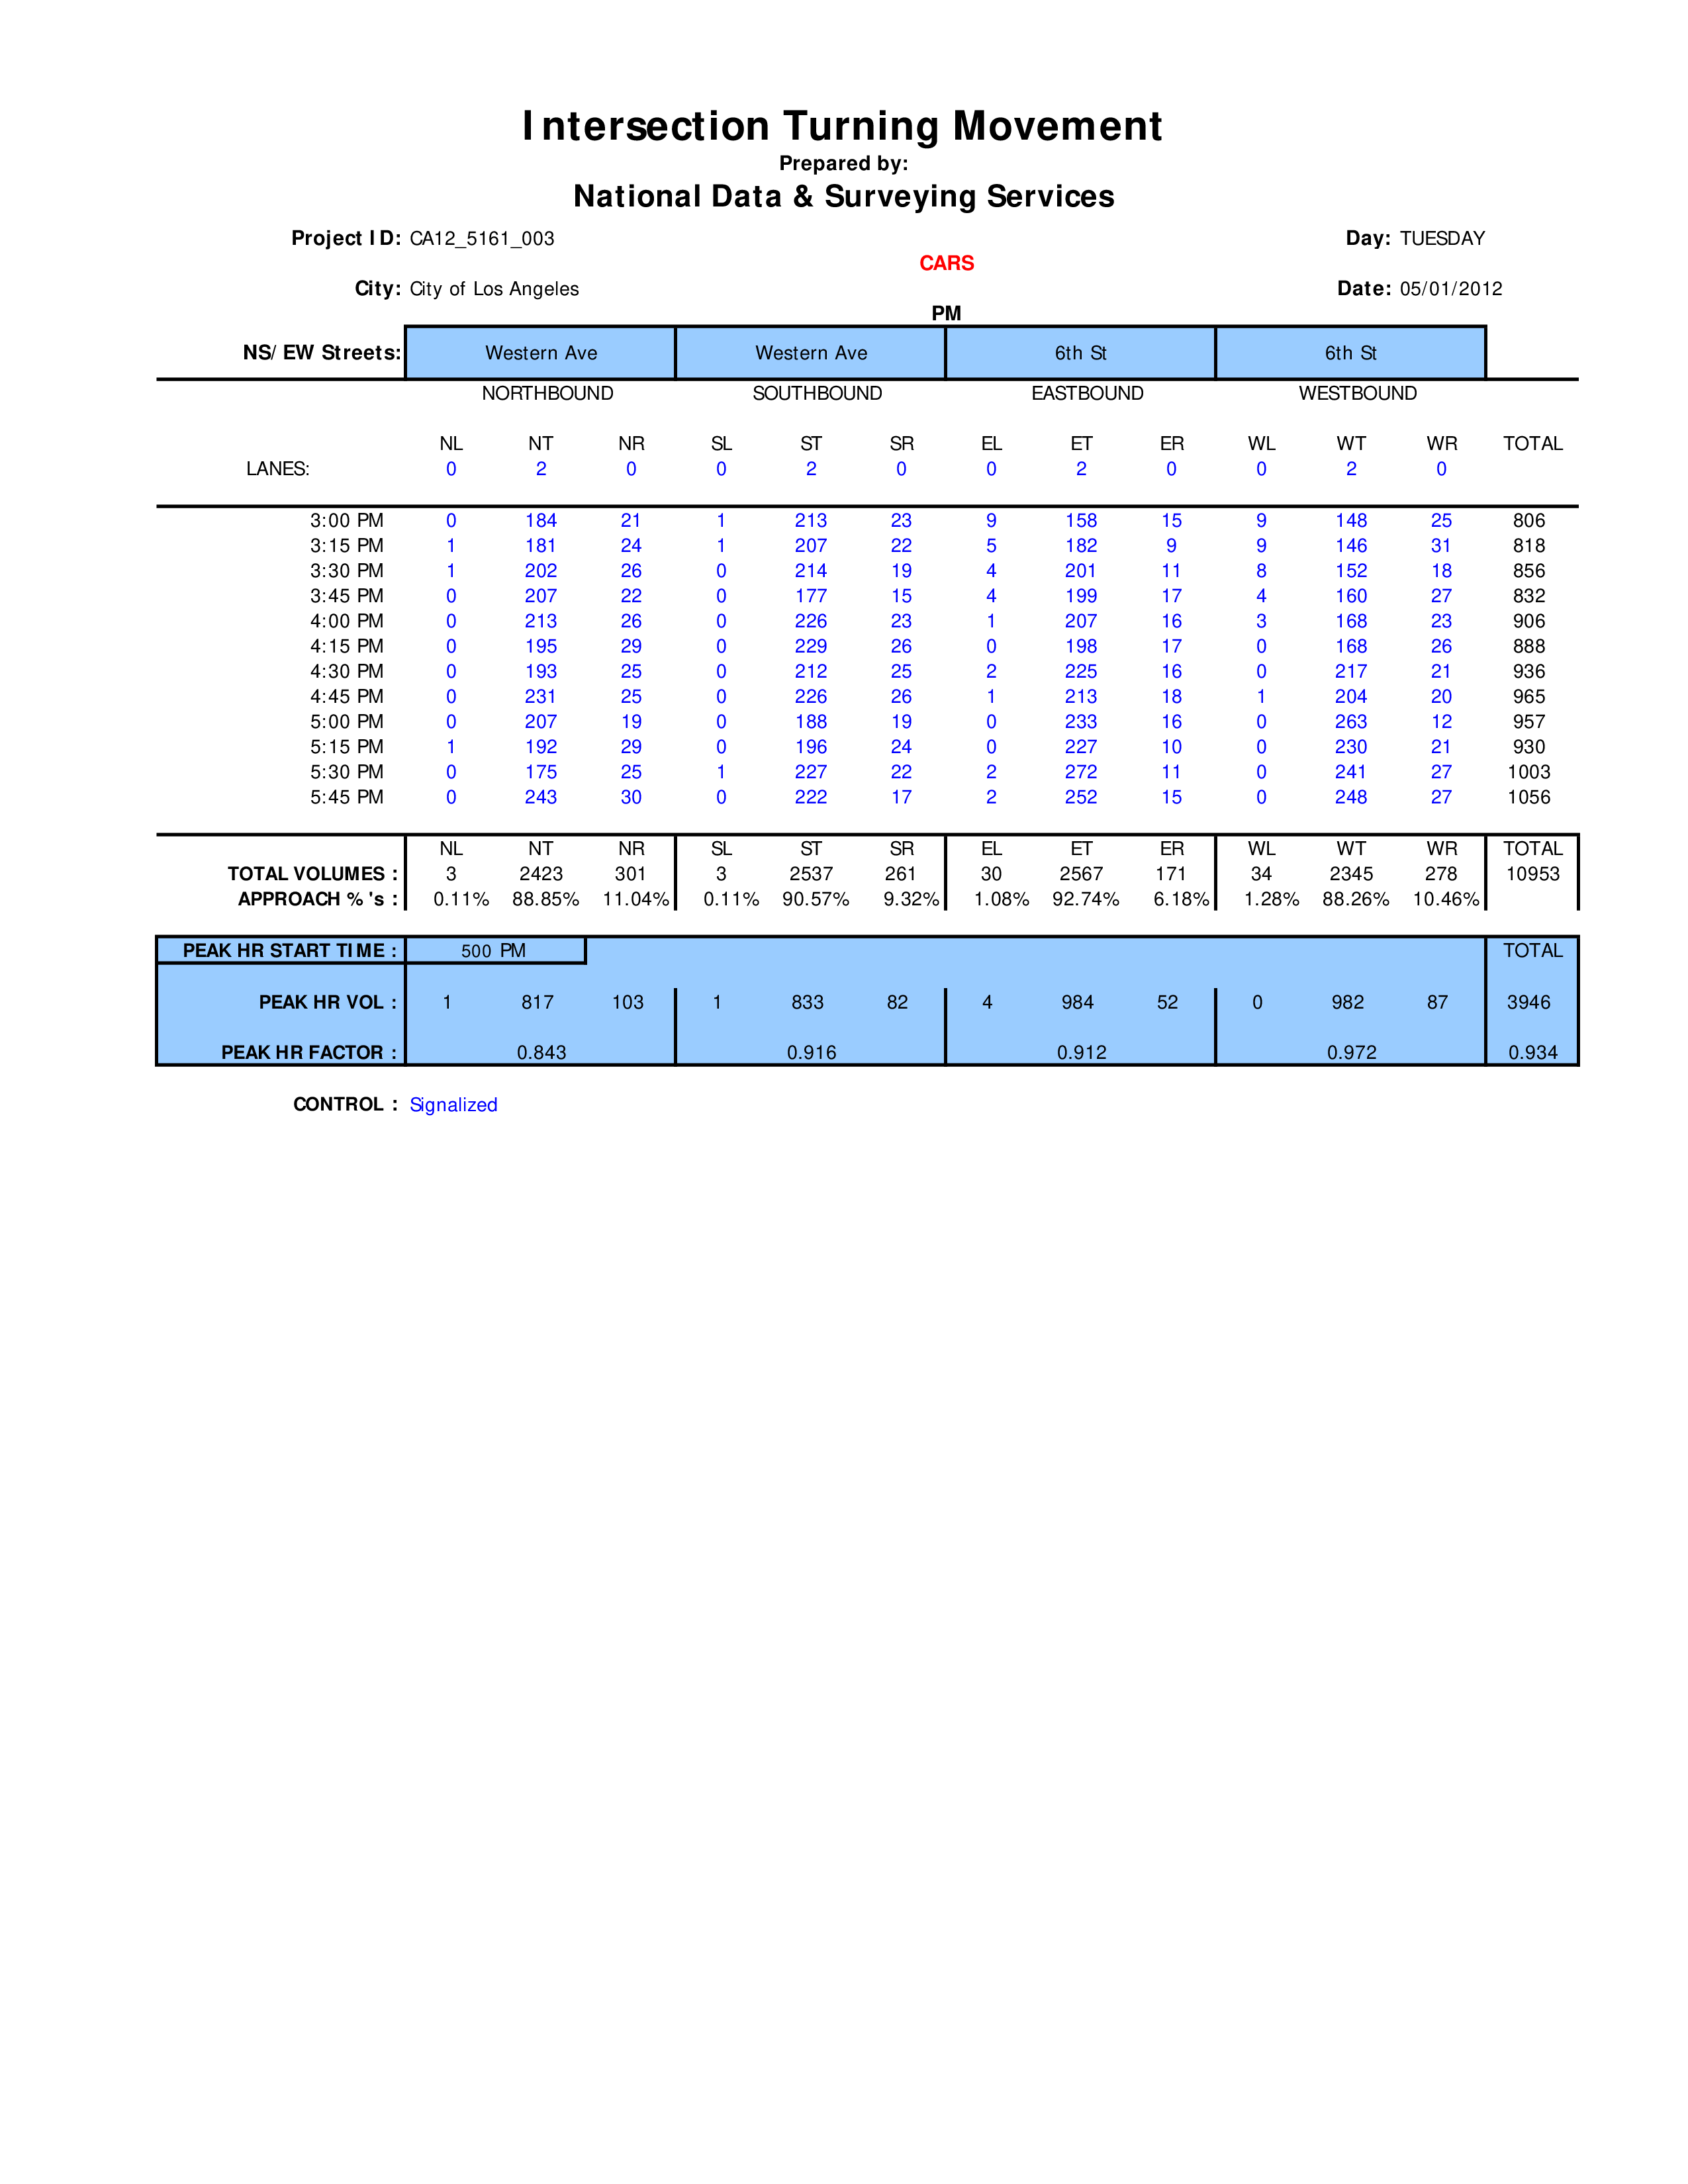 Intersection Turning Movement
Prepared by:
National Data & Surveying Services
Project ID: CA12_5161_003 Day: TUESDAY
CARS
City: City of Los Angeles Date: 05/01/2012
PM
NS/EW Streets: Western Ave Western Ave 6th St 6th St
NORTHBOUND SOUTHBOUND EASTBOUND WESTBOUND
NL NT NR SL ST SR EL ET ER WL WT WR TOTAL
LANES: 0 2 0 0 2 0 0 2 0 0 2 0
3:00 PM 0 184 21 1 213 23 9 158 15 9 148 25 806
3:15 PM 1 181 24 1 207 22 5 182 9 9 146 31 818
3:30 PM 1 202 26 0 214 19 4 201 11 8 152 18 856
3:45 PM 0 207 22 0 177 15 4 199 17 4 160 27 832
4:00 PM 0 213 26 0 226 23 1 207 16 3 168 23 906
4:15 PM 0 195 29 0 229 26 0 198 17 0 168 26 888
4:30 PM 0 193 25 0 212 25 2 225 16 0 217 21 936
4:45 PM 0 231 25 0 226 26 1 213 18 1 204 20 965
5:00 PM 0 207 19 0 188 19 0 233 16 0 263 12 957
5:15 PM 1 192 29 0 196 24 0 227 10 0 230 21 930
5:30 PM 0 175 25 1 227 22 2 272 11 0 241 27 1003
5:45 PM 0 243 30 0 222 17 2 252 15 0 248 27 1056
NL NT NR SL ST SR EL ET ER WL WT WR TOTAL
TOTAL VOLUMES : 3 2423 301 3 2537 261 30 2567 171 34 2345 278 10953
APPROACH %'s : 0.11% 88.85% 11.04% 0.11% 90.57% 9.32% 1.08% 92.74% 6.18% 1.28% 88.26% 10.46%
PEAK HR START TIME : 500 PM TOTAL
PEAK HR VOL : 1 817 103 1 833 82 4 984 52 0 982 87 3946
PEAK HR FACTOR : 0.843 0.916 0.912 0.972 0.934
CONTROL : Signalized